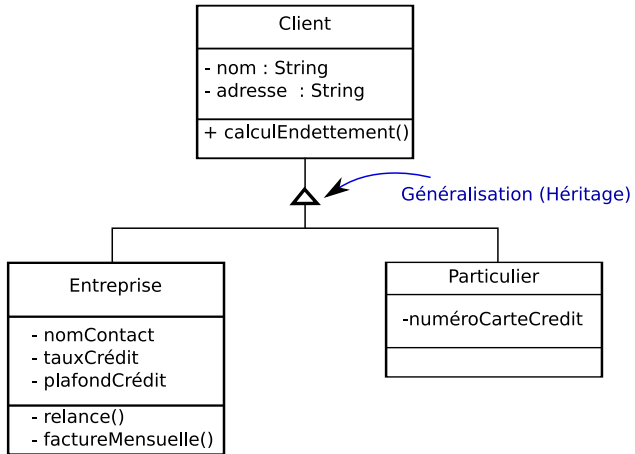 Client
- nom : String
- adresse : String
+ calculEndettement()
Généralisation (Héritage)
Entreprise
- nomContact
- tauxCrédit
- plafondCrédit
- relance()
- factureMensuelle()
Particulier
-numéroCarteCredit